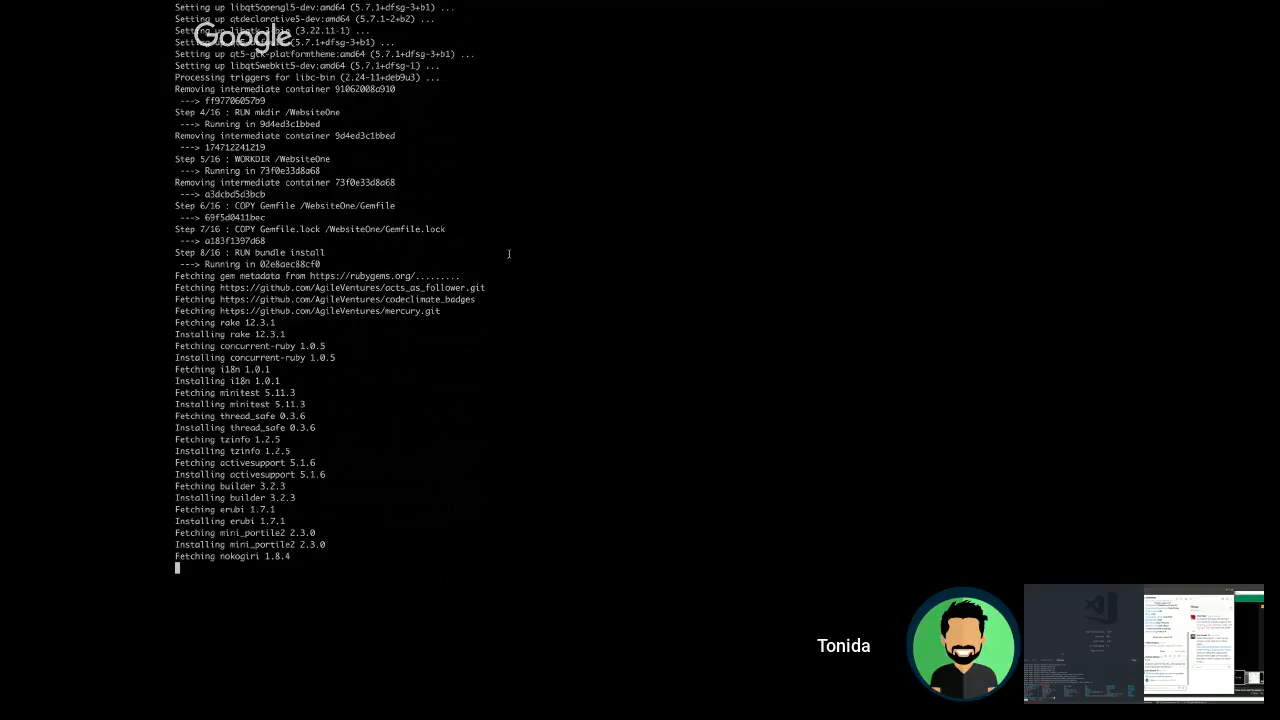 Setting up libqt5opengl5-dev:amd64 (5.7.1+dfsg-3+b1) ...
Setting up qtdeclarative5-dev:amd64 (5.7.1-2+b2) ...
(3.22.11-1) ...
Google
(5.7.1+dfsg-3+b1) ...
Setting up qt5-gtk-platformtheme:amd64 (5.7.1+dfsg-3+b1) ...
Setting up libqt5webkit5-dev:amd64 (5.7.1+dfsg-1) ...
Processing triggers for libc-bin (2.24-11+deb9u3) ...
Removing intermediate container 91062008a910
---> ff97706057b9
Step 4/16 : RUN mkdir /WebsiteOne
---> Running in 9d4ed3c1bbed
Removing intermediate container 9d4ed3c1bbed
---> 174712241219
Step 5/16 : WORKDIR /WebsiteOne
---> Running in 73f0e33d8a68
Removing intermediate container 73f0e33d8a68
---> a3dcbd5d3bcb
Step 6/16 : COPY Gemfile /WebsiteOne/Gemfile
---> 69f5d0411bec
Step 7/16 : COPY Gemfile.lock /WebsiteOne/Gemfile.lock
---> a183f1397d68
Step 8/16 : RUN bundle install
---> Running in 02e8aec88cf0
Fetching gem metadata from https://rubygems.org/.........
Fetching https://github.com/AgileVentures/acts_as_follower.git
Fetching https://github.com/AgileVentures/codeclimate_badges
Fetching https://github.com/AgileVentures/mercury.git
Fetching rake 12.3.1
Installing rake 12.3.1
Fetching concurrent-ruby 1.0.5
Installing concurrent-ruby 1.0.5
Fetching i18n 1.0.1
Installing i18n 1.0.1
Fetching minitest 5.11.3
Installing minitest 5.11.3
Fetching thread_safe 0.3.6
Installing thread_safe 0.3.6
Fetching tzinfo 1.2.5
Installing tzinfo 1.2.5
Fetching activesupport 5.1.6
Installing activesupport 5.1.6
Fetching builder 3.2.3
Installing builder 3.2.3
Fetching erubi 1.7.1
Installing erubi 1.7.1
Fetching mini_portile2 2.3.0
Installing mini_portile2 2.3.0
Fetching nokogiri 1.8.4
Tirida